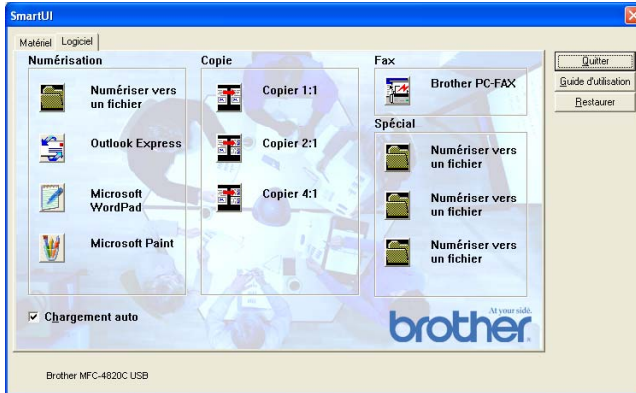 SmartUI
Matériel
Logiciel
Numérisation
Numériser vers
un fichier
Outlook Express
Microsoft
WordPad
Microsoft Paint
Copie
Copier 1:1
Copier 2:1
Copier 4:1
Fax
Brother PC-FAX
Spécial
Numériser vers
un fichier
Numériser vers
un fichier
Numériser vers
un fichier
Quitter
Guide d'utilisation
Restaurer
Chargement auto
At your side.
brother
Brother MFC-4820C USB